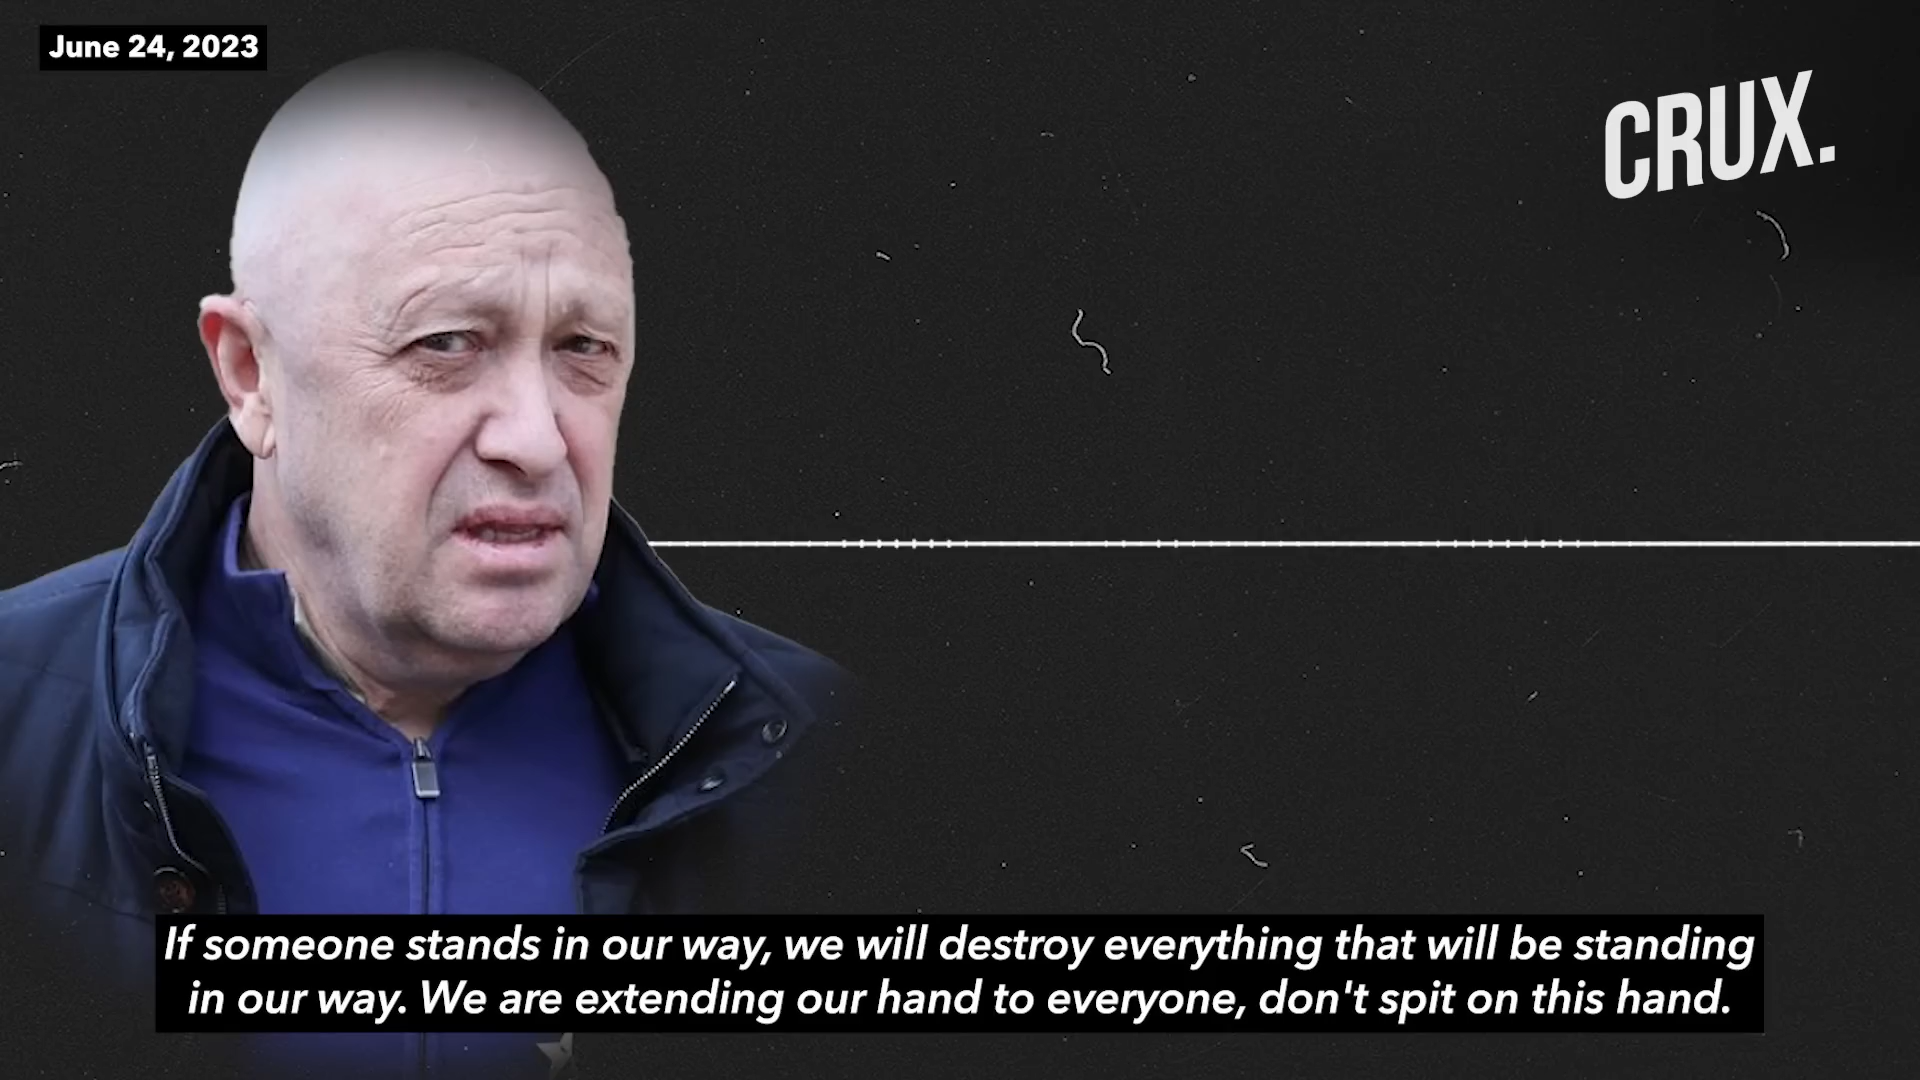 June 24, 2023
CRUX.
If someone stands in our way, we will destroy everything that will be standing
in our way. We are extending our hand to everyone, don't spit on this hand.